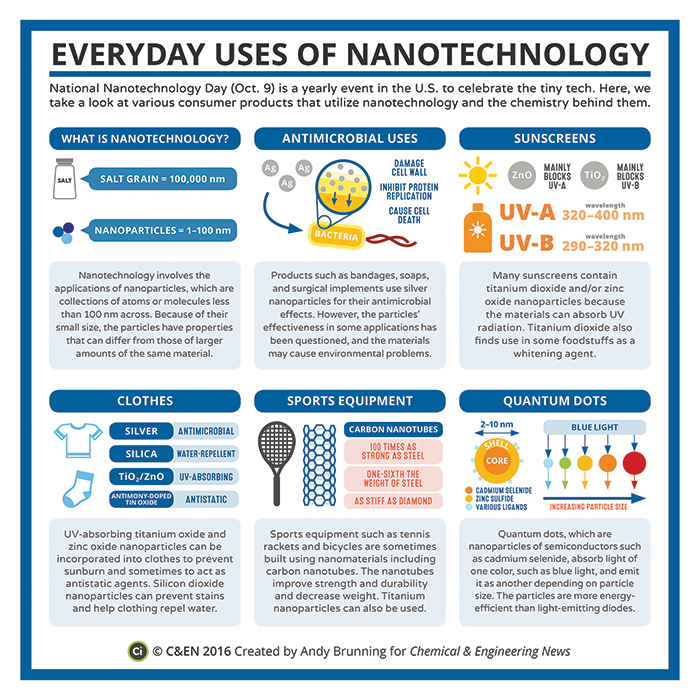 EVERYDAY USES OF NANOTECHNOLOGY
National Nanotechnology Day (Oct. 9) is a yearly event in the U.S. to celebrate the tiny tech. Here, we
take a look at various consumer products that utilize nanotechnology and the chemistry behind them.
WHAT IS NANOTECHNOLOGY?
SALT
SALT GRAIN = 100,000 nm
NANOPARTICLES = 1–100 nm
Nanotechnology involves the
applications of nanoparticles, which are
collections of atoms or molecules less
than 100 nm across. Because of their
small size, the particles have properties
that can differ from those of larger
amounts of the same material.
ANTIMICROBIAL USES
Ag
Ag
Ag
BACTERIA
DAMAGE
CELL WALL
INHIBIT PROTEIN
REPLICATION
CAUSE CELL
DEATH
Products such as bandages, soaps,
and surgical implements use silver
nanoparticles for their antimicrobial
effects. However, the particles'
effectiveness in some applications has
been questioned, and the materials
may cause environmental problems.
SUNSCREENS
ZnO
MAINLY
BLOCKS
UV-A
TiO₂
MAINLY
BLOCKS
UV-B
UV-A wavelength 320–400 nm
UV-B wavelength 290–320 nm
Many sunscreens contain
titanium dioxide and/or zinc
oxide nanoparticles because
the materials can absorb UV
radiation. Titanium dioxide also
finds use in some foodstuffs as a
whitening agent.
CLOTHES
SILVER ANTIMICROBIAL
SILICA WATER-REPELLENT
TiO₂/ZnO UV-ABSORBING
ANTIMONY-DOPED
TIN OXIDE
ANTISTATIC
UV-absorbing titanium oxide and
zinc oxide nanoparticles can be
incorporated into clothes to prevent
sunburn and sometimes to act as
antistatic agents. Silicon dioxide
nanoparticles can prevent stains
and help clothing repel water.
SPORTS EQUIPMENT
CARBON NANOTUBES
100 TIMES AS
STRONG AS STEEL
ONE-SIXTH THE
WEIGHT OF STEEL
AS STIFF AS DIAMOND
Sports equipment such as tennis
rackets and bicycles are sometimes
built using nanomaterials including
carbon nanotubes. The nanotubes
improve strength and durability
and decrease weight. Titanium
nanoparticles can also be used.
QUANTUM DOTS
2–10 nm
SHELL
CORE
CADMIUM SELENIDE
ZINC SULFIDE
VARIOUS LIGANDS
BLUE LIGHT
INCREASING PARTICLE SIZE
Quantum dots, which are
nanoparticles of semiconductors such
as cadmium selenide, absorb light of
one color, such as blue light, and emit
it as another depending on particle
size. The particles are more energy-
efficient than light-emitting diodes.
Ci © C&EN 2016 Created by Andy Brunning for Chemical & Engineering News